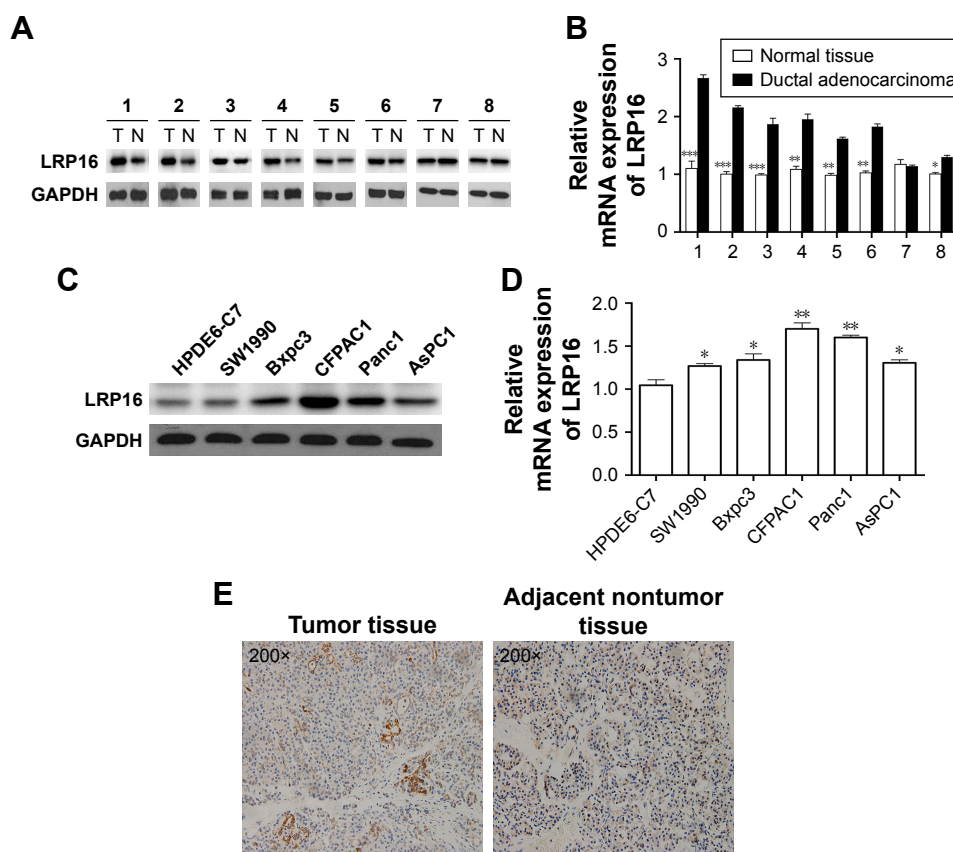 A
1 2 3 4 5 6 7 8
T N T N T N T N T N T N T N T N
LRP16
GAPDH
B
Normal tissue
Ductal adenocarcinoma
Relative
mRNA expression
of LRP16
3
2
1
0
*** *** *** ** ** ** *
1 2 3 4 5 6 7 8
C
HPDE6-C7 SW1990 Bxpc3 CFPAC1 Panc1 AsPC1
LRP16
GAPDH
D
Relative
mRNA expression
of LRP16
2.0
1.5
1.0
0.5
0.0
* * ** ** *
HPDE6-C7 SW1990 Bxpc3 CFPAC1 Panc1 AsPC1
E
Tumor tissue
200×
Adjacent nontumor
tissue
200×